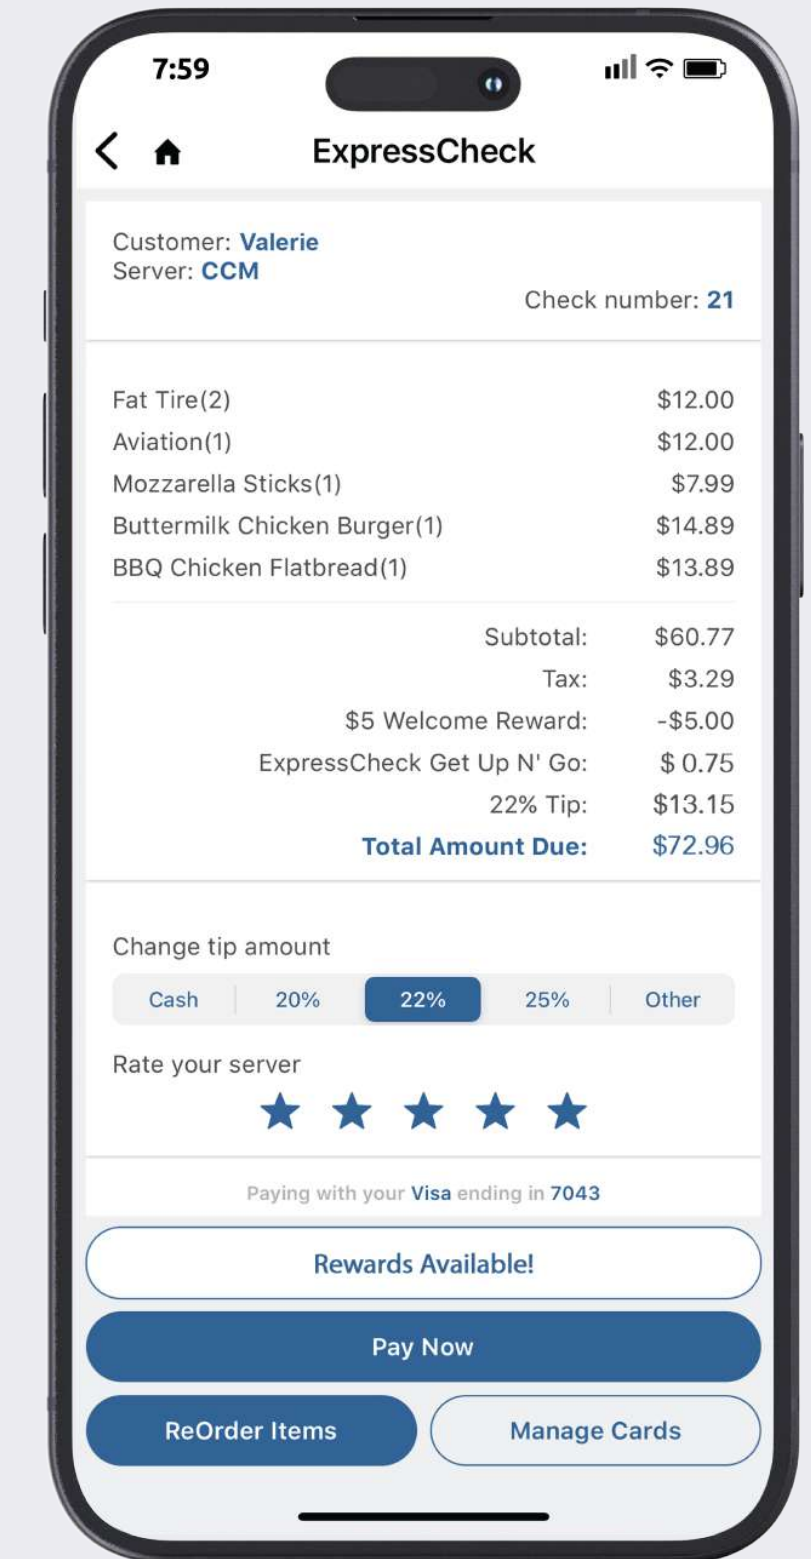 7:59
ExpressCheck
Customer: Valerie
Server: CCM
Check number: 21
Fat Tire(2) $12.00
Aviation(1) $12.00
Mozzarella Sticks(1) $7.99
Buttermilk Chicken Burger(1) $14.89
BBQ Chicken Flatbread(1) $13.89
Subtotal: $60.77
Tax: $3.29
$5 Welcome Reward: -$5.00
ExpressCheck Get Up N' Go: $ 0.75
22% Tip: $13.15
Total Amount Due: $72.96
Change tip amount
Cash 20% 22% 25% Other
Rate your server
Paying with your Visa ending in 7043
Rewards Available!
Pay Now
ReOrder Items Manage Cards